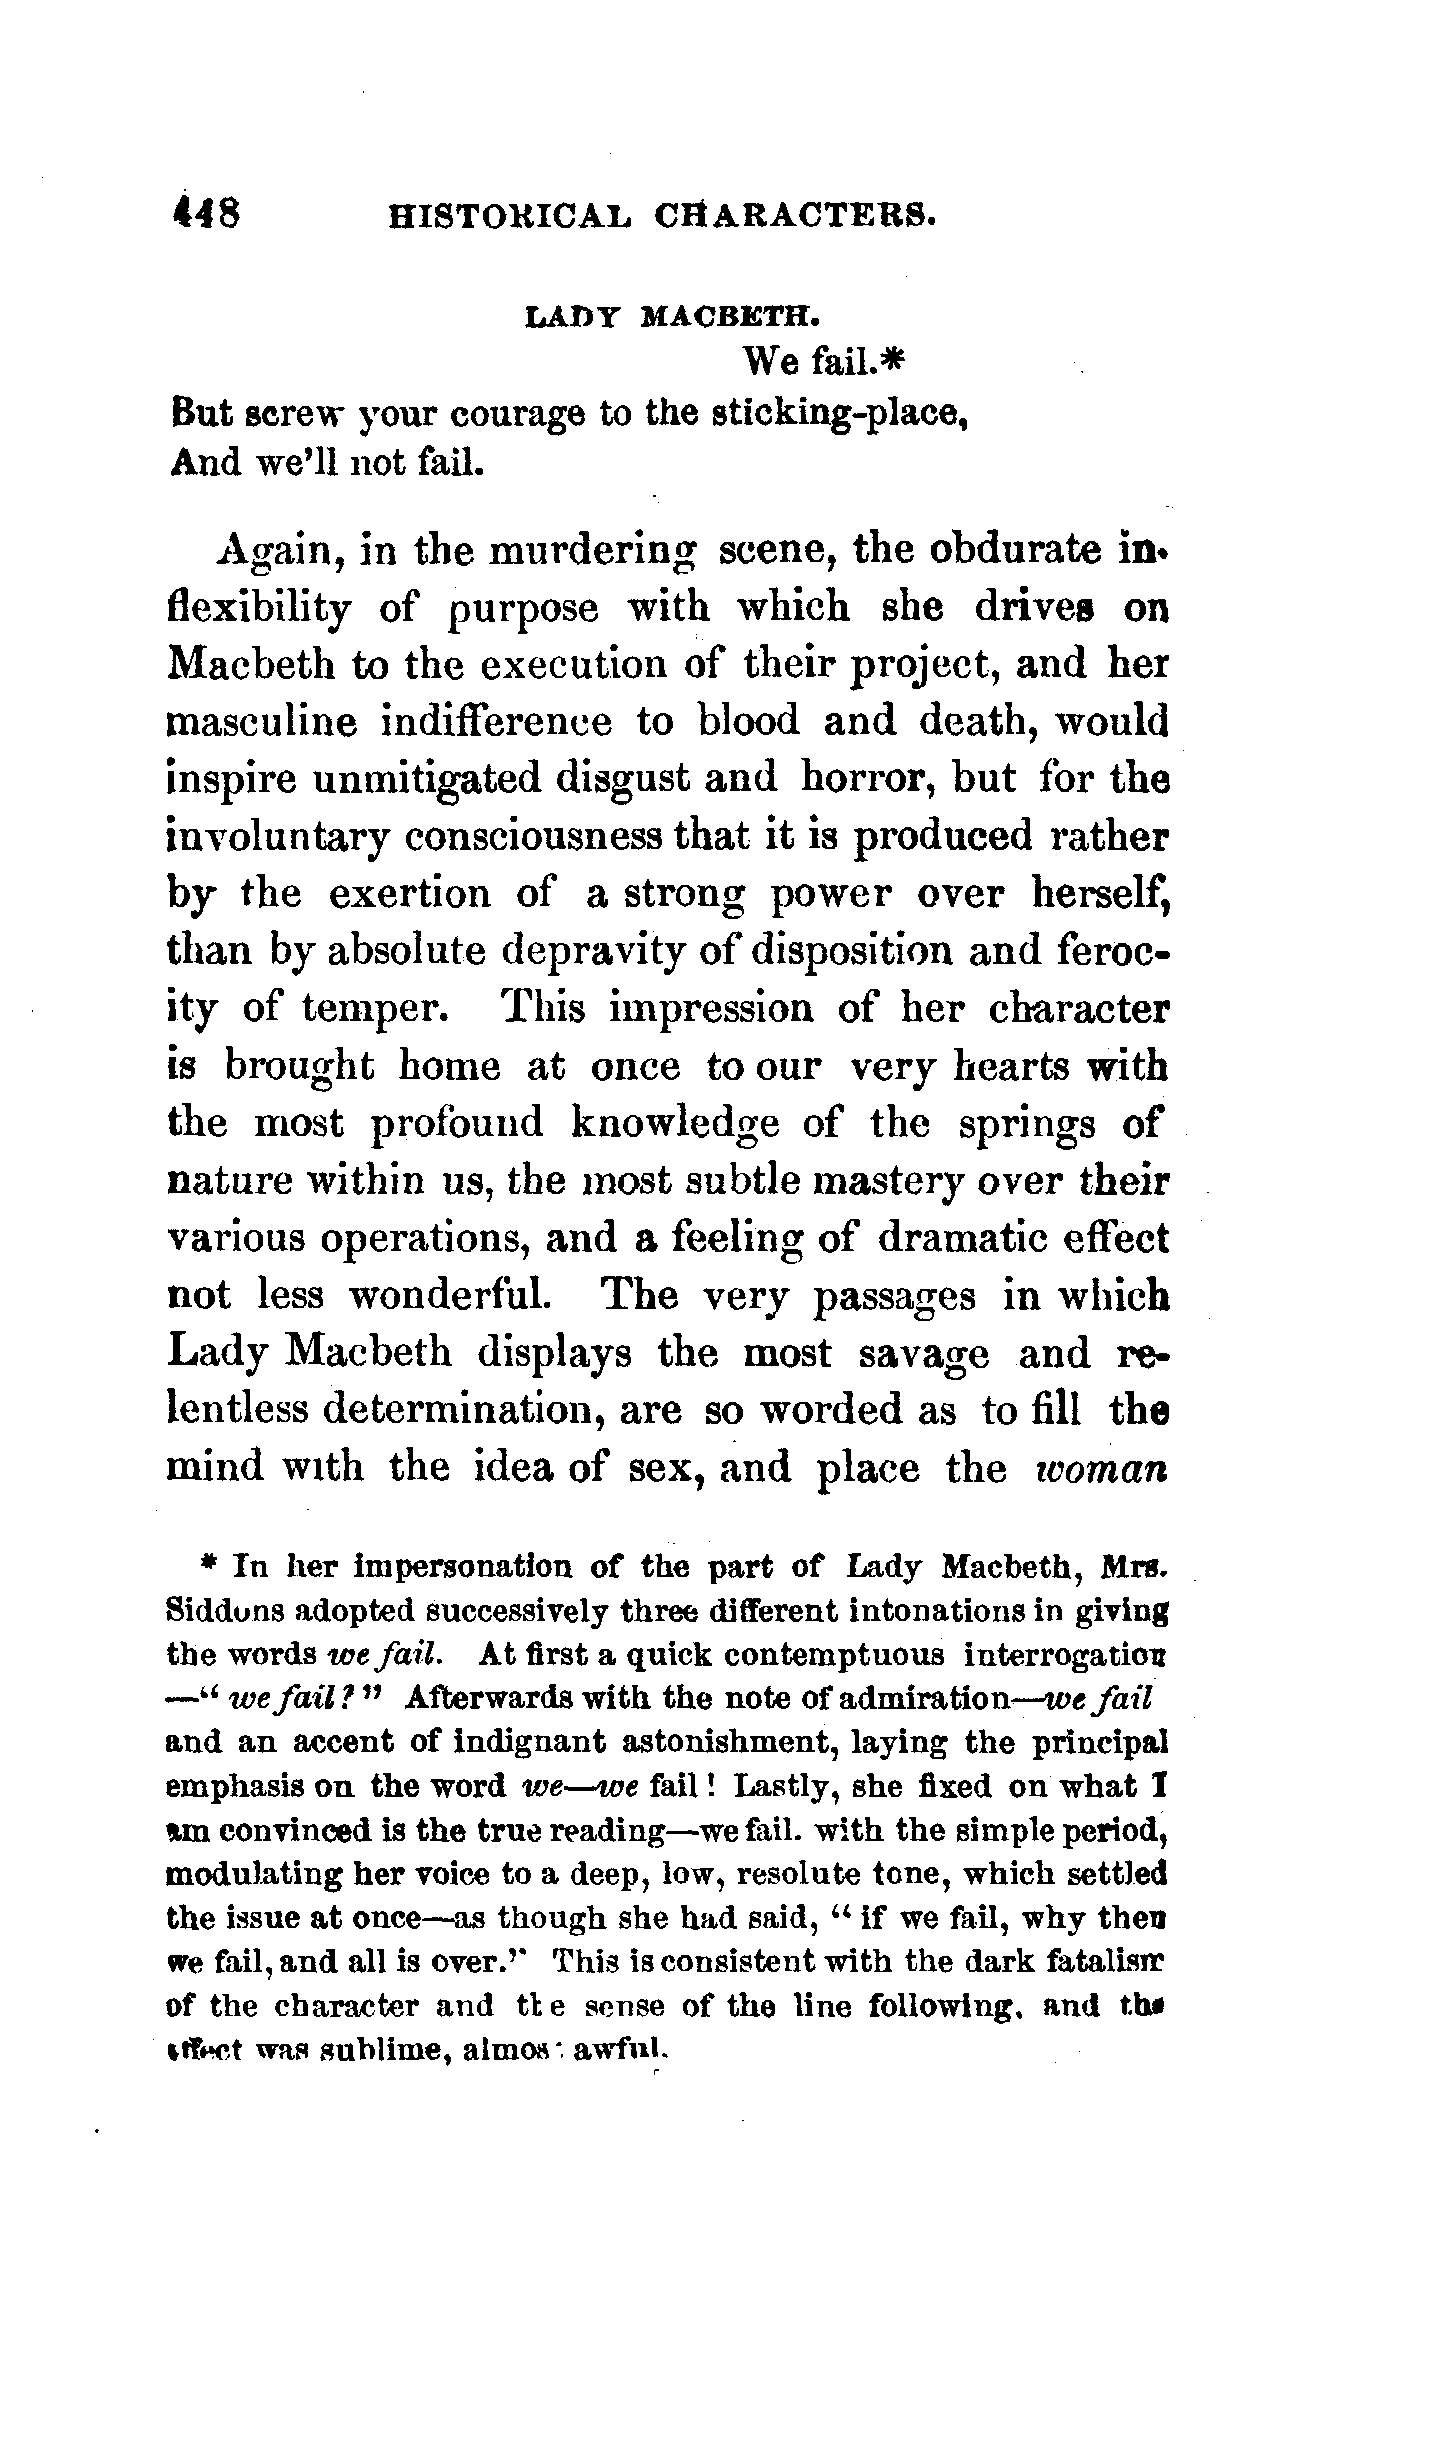 448 HISTORICAL CHARACTERS.
LADY MACBETH.
We fail.*
But screw your courage to the sticking-place,
And we'll not fail.
Again, in the murdering scene, the obdurate in-
flexibility of purpose with which she drives on
Macbeth to the execution of their project, and her
masculine indifference to blood and death, would
inspire unmitigated disgust and horror, but for the
involuntary consciousness that it is produced rather
by the exertion of a strong power over herself,
than by absolute depravity of disposition and feroc-
ity of temper. This impression of her character
is brought home at once to our very hearts with
the most profound knowledge of the springs of
nature within us, the most subtle mastery over their
various operations, and a feeling of dramatic effect
not less wonderful. The very passages in which
Lady Macbeth displays the most savage and re-
lentless determination, are so worded as to fill the
mind with the idea of sex, and place the woman
* In her impersonation of the part of Lady Macbeth, Mrs.
Siddons adopted successively three different intonations in giving
the words we fail. At first a quick contemptuous interrogation
—"we fail?" Afterwards with the note of admiration—we fail
and an accent of indignant astonishment, laying the principal
emphasis on the word we—we fail! Lastly, she fixed on what I
am convinced is the true reading—we fail. with the simple period,
modulating her voice to a deep, low, resolute tone, which settled
the issue at once—as though she had said, "if we fail, why then
we fail, and all is over." This is consistent with the dark fatalism
of the character and the sense of the line following, and the
effect was sublime, almost awful.